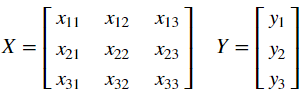 X = [ x11 x12 x13 ] Y = [ y1 ]
[ x21 x22 x23 ] [ y2 ]
[ x31 x32 x33 ] [ y3 ]